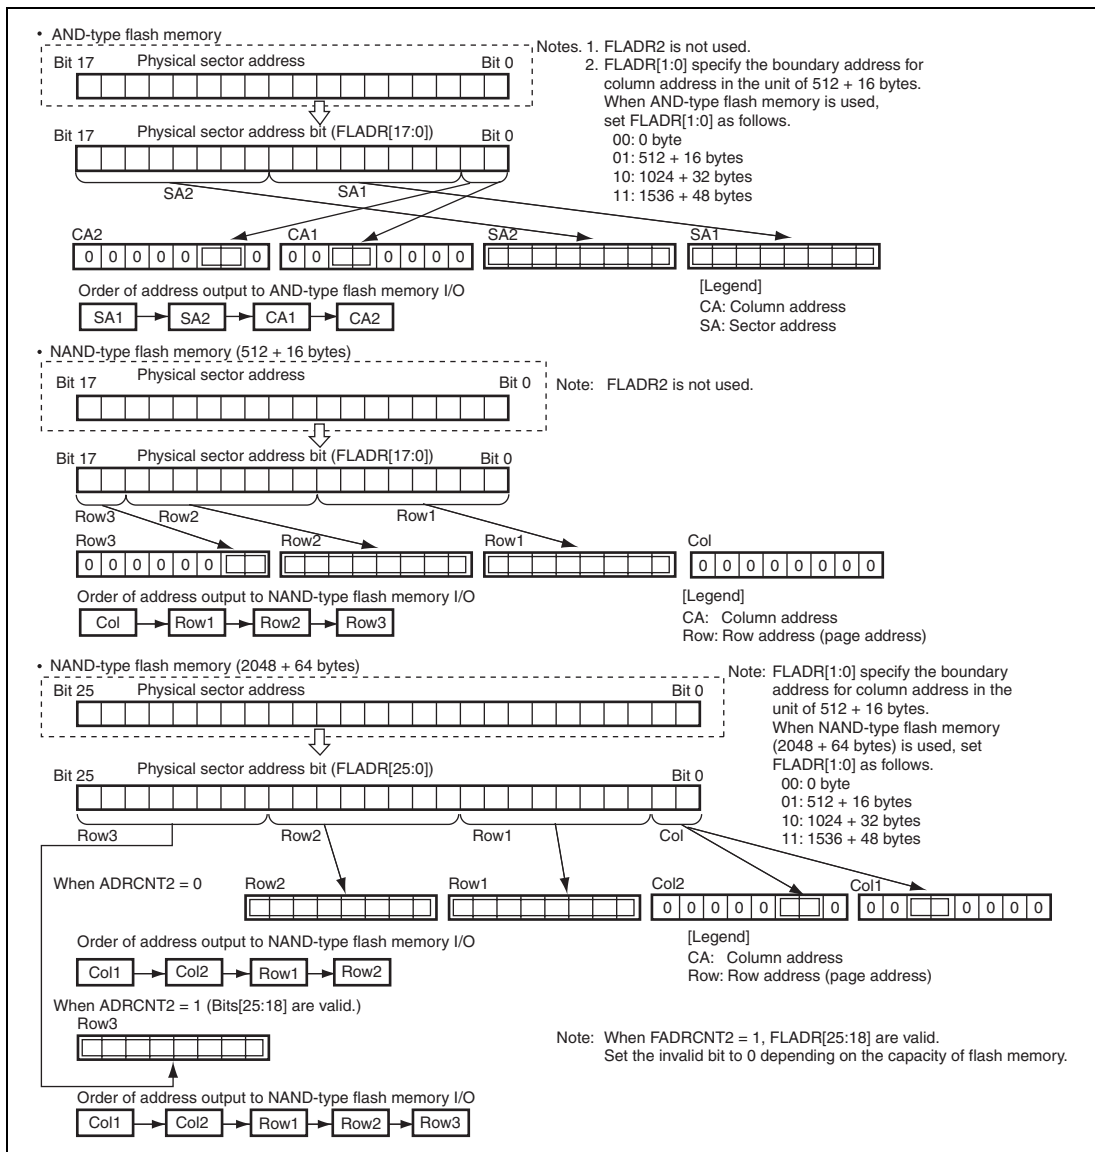 • AND-type flash memory
Bit 17 Physical sector address Bit 0
Notes. 1. FLADR2 is not used.
2. FLADR[1:0] specify the boundary address for
column address in the unit of 512 + 16 bytes.
When AND-type flash memory is used,
set FLADR[1:0] as follows.
00: 0 byte
01: 512 + 16 bytes
10: 1024 + 32 bytes
11: 1536 + 48 bytes
Bit 17 Physical sector address bit (FLADR[17:0]) Bit 0
SA2 SA1
CA2 CA1 SA2 SA1
0 0 0 0 0 0 0 0 0 0 0 0
Order of address output to AND-type flash memory I/O
SA1 SA2 CA1 CA2
[Legend]
CA: Column address
SA: Sector address
• NAND-type flash memory (512 + 16 bytes)
Bit 17 Physical sector address Bit 0
Note: FLADR2 is not used.
Bit 17 Physical sector address bit (FLADR[17:0]) Bit 0
Row3 Row2 Row1
Row3 Row2 Row1 Col
0 0 0 0 0 0 0 0 0 0 0 0 0 0
Order of address output to NAND-type flash memory I/O
Col Row1 Row2 Row3
[Legend]
CA: Column address
Row: Row address (page address)
• NAND-type flash memory (2048 + 64 bytes)
Bit 25 Physical sector address Bit 0
Note: FLADR[1:0] specify the boundary
address for column address in the
unit of 512 + 16 bytes.
When NAND-type flash memory
(2048 + 64 bytes) is used, set
FLADR[1:0] as follows.
00: 0 byte
01: 512 + 16 bytes
10: 1024 + 32 bytes
11: 1536 + 48 bytes
Bit 25 Physical sector address bit (FLADR[25:0]) Bit 0
Row3 Row2 Row1 Col
When ADRCNT2 = 0
Row2 Row1 Col2 Col1
0 0 0 0 0 0 0 0 0 0 0 0
Order of address output to NAND-type flash memory I/O
Col1 Col2 Row1 Row2
[Legend]
CA: Column address
Row: Row address (page address)
When ADRCNT2 = 1 (Bits[25:18] are valid.)
Row3
Note: When FADRCNT2 = 1, FLADR[25:18] are valid.
Set the invalid bit to 0 depending on the capacity of flash memory.
Order of address output to NAND-type flash memory I/O
Col1 Col2 Row1 Row2 Row3